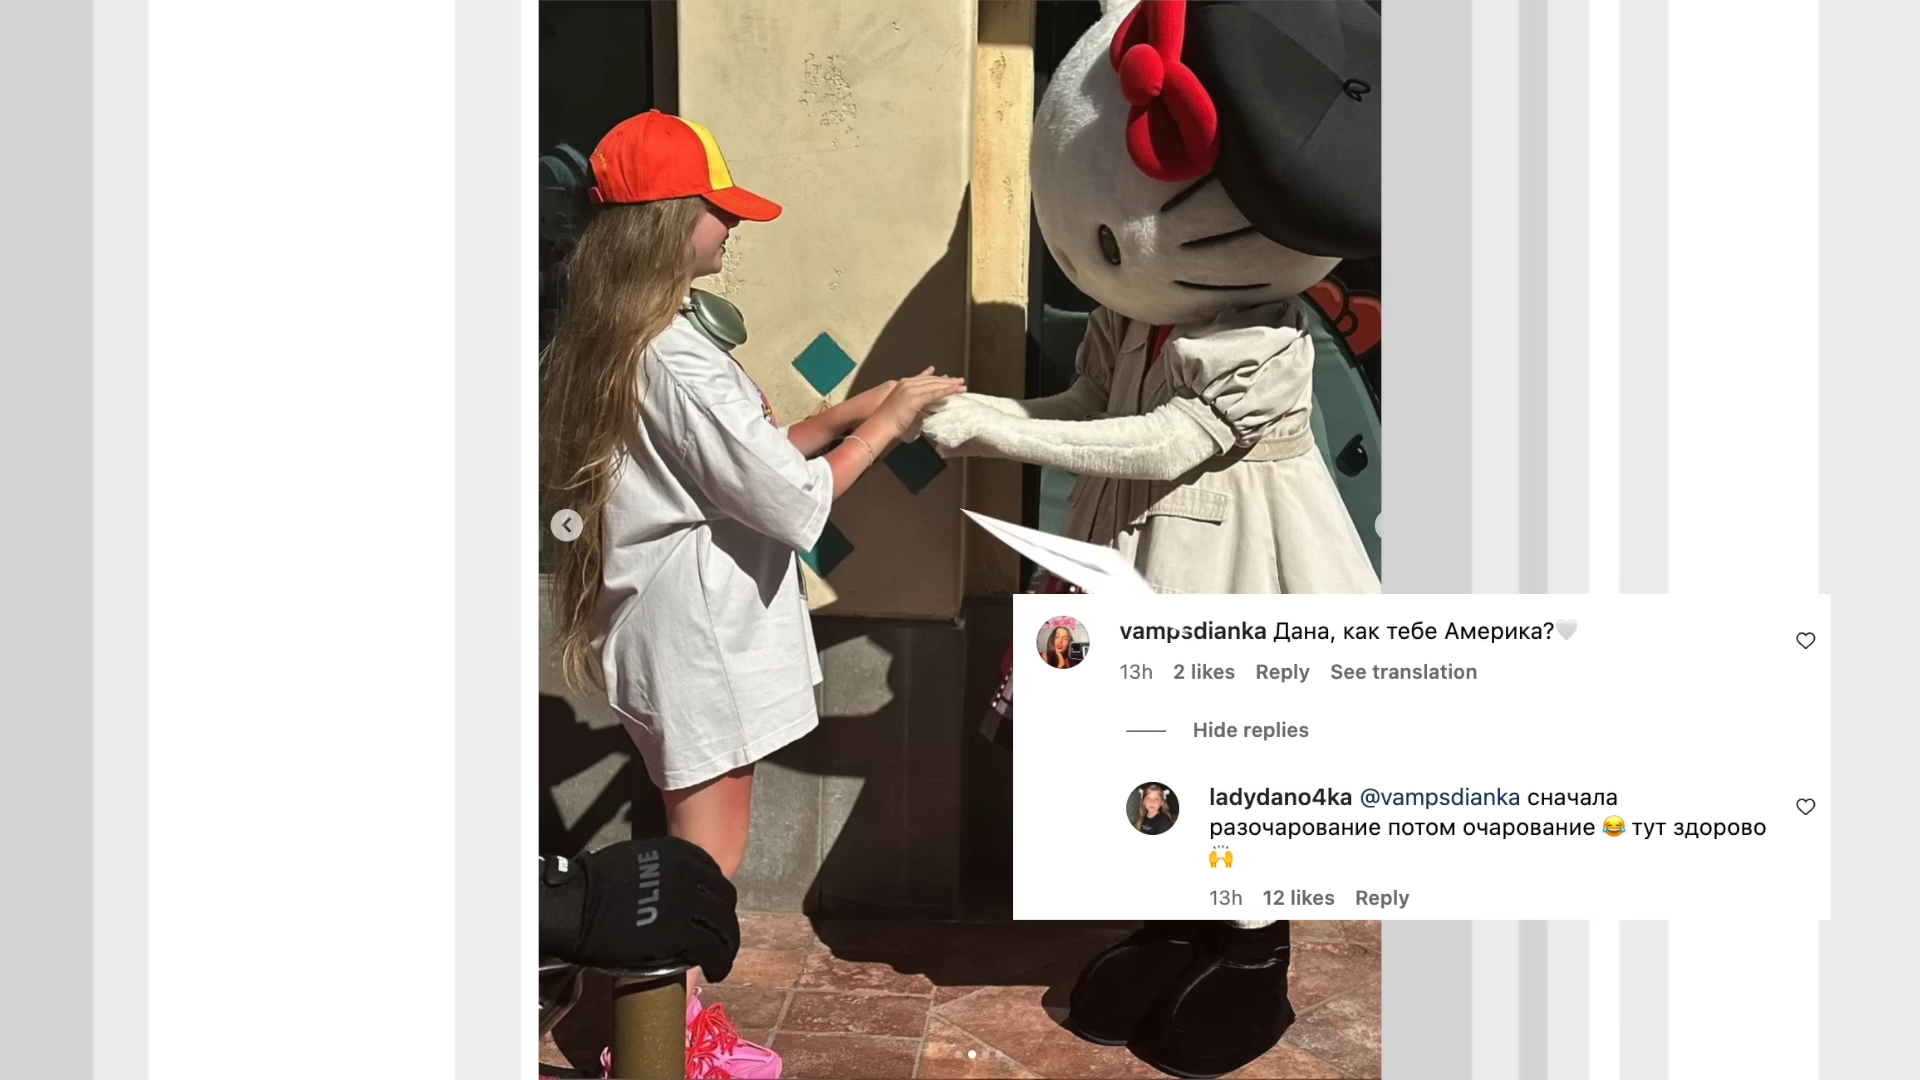 vampsdianka Дана, как тебе Америка?🤍
13h 2 likes Reply See translation
Hide replies
ladydano4ka @vampsdianka сначала
разочарование потом очарование 😂 тут здорово
🙌
13h 12 likes Reply
ULINE